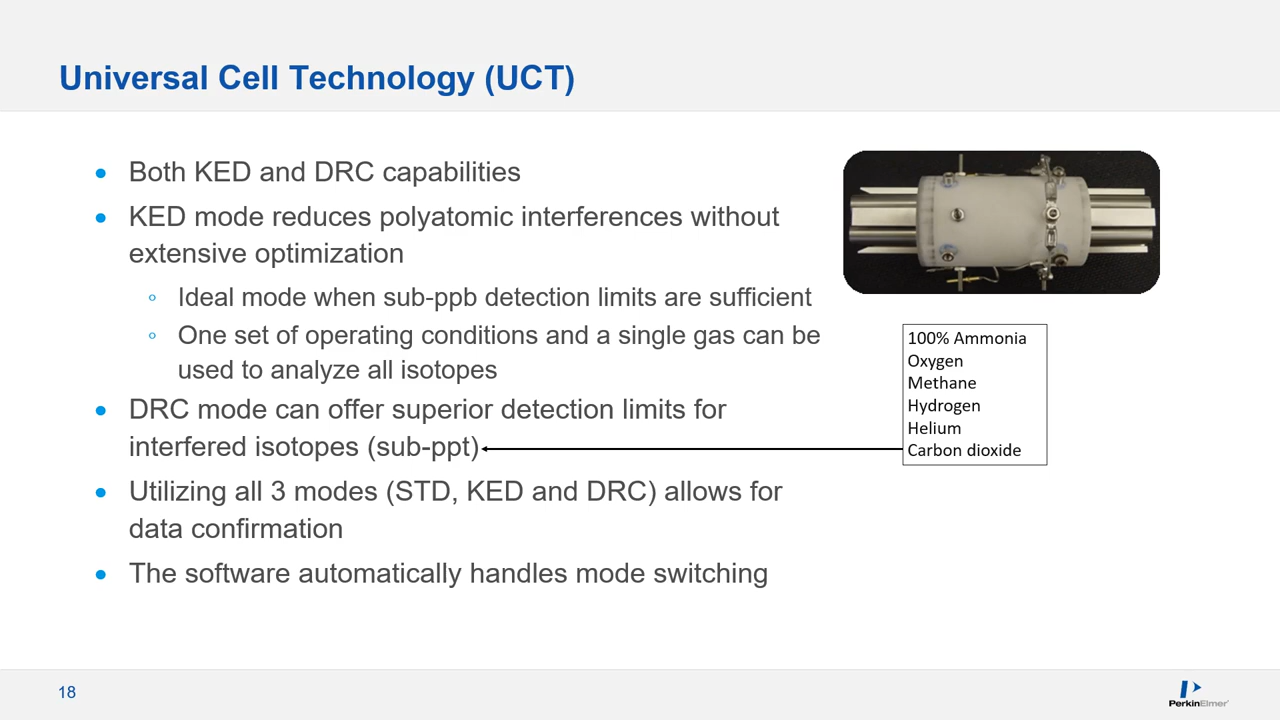 Universal Cell Technology (UCT)
• Both KED and DRC capabilities
• KED mode reduces polyatomic interferences without
extensive optimization
◦ Ideal mode when sub-ppb detection limits are sufficient
◦ One set of operating conditions and a single gas can be
used to analyze all isotopes
• DRC mode can offer superior detection limits for
interfered isotopes (sub-ppt)
• Utilizing all 3 modes (STD, KED and DRC) allows for
data confirmation
• The software automatically handles mode switching
100% Ammonia
Oxygen
Methane
Hydrogen
Helium
Carbon dioxide
18
PerkinElmer